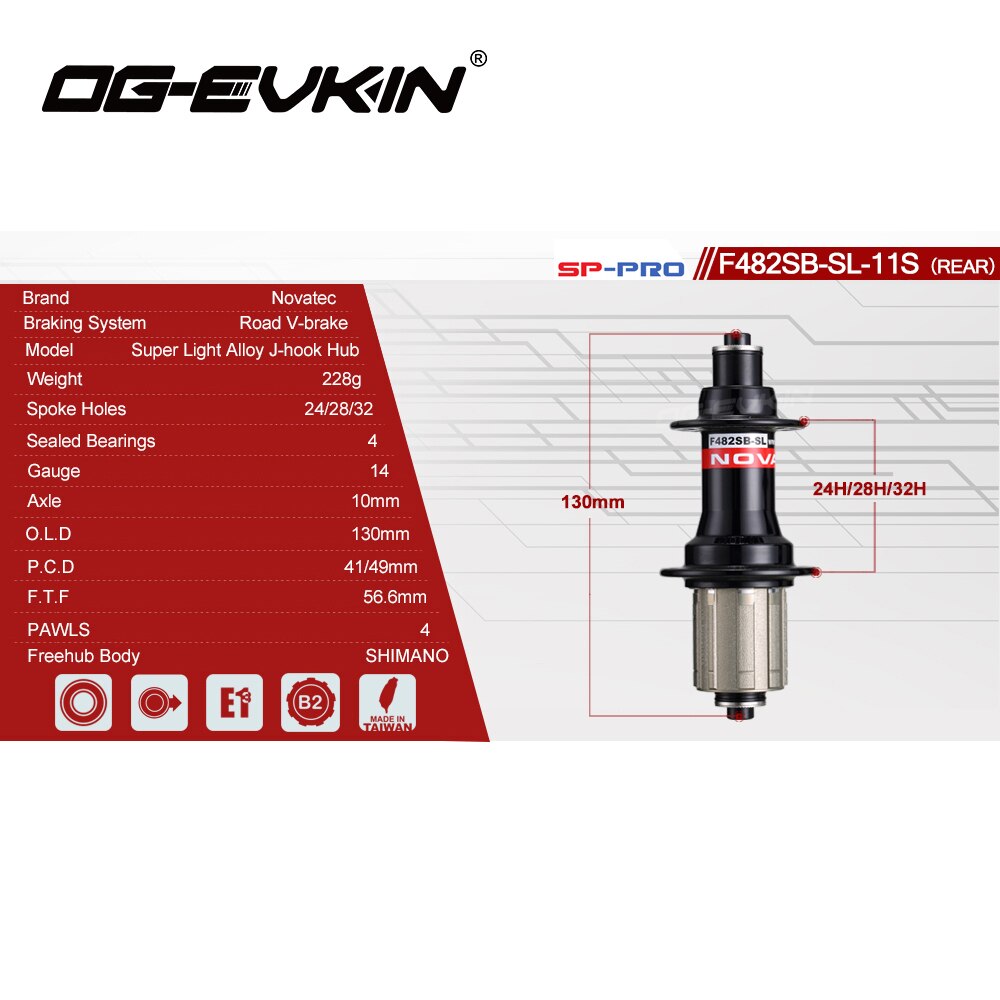 OG-EVKIN®
SP-PRO F482SB-SL-11S (REAR)
Brand Novatec
Braking System Road V-brake
Model Super Light Alloy J-hook Hub
Weight 228g
Spoke Holes 24/28/32
Sealed Bearings 4
Gauge 14
Axle 10mm
O.L.D 130mm
P.C.D 41/49mm
F.T.F 56.6mm
PAWLS 4
Freehub Body SHIMANO
B2
MADE IN
TAIWAN
F482SB-SL
NOVA
130mm
24H/28H/32H